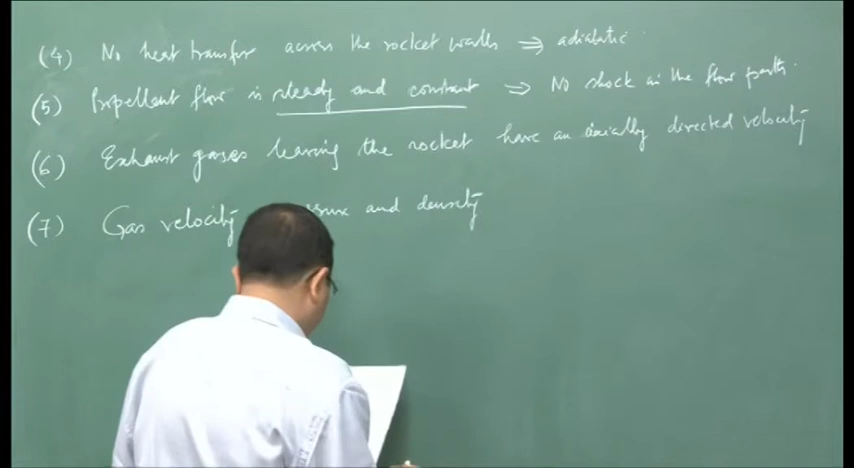 (4) No heat transfer across the rocket walls ⇒ adiabatic
(5) Propellant flow is steady and constant ⇒ No shock in the flow path.
(6) Exhaust gases leaving the rocket have an axially directed velocity
(7) Gas velocity and density